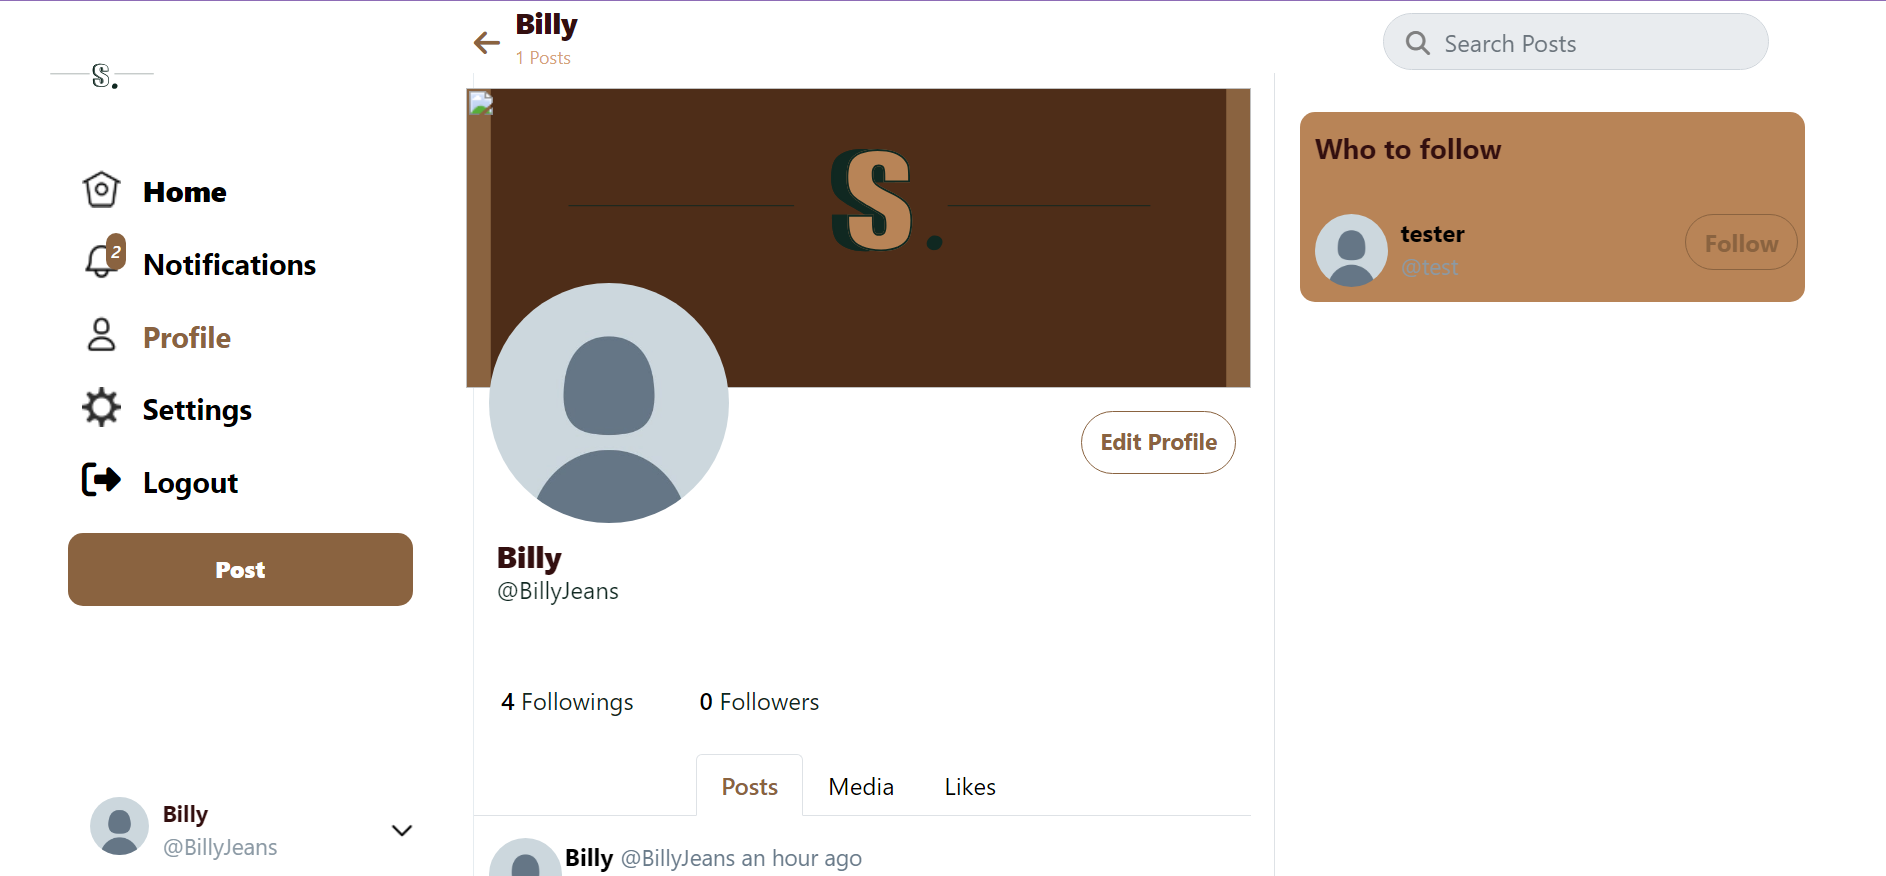 S.
Home
2
Notifications
Profile
Settings
Logout
Post
Billy
@BillyJeans
Billy
1 Posts
S.
Edit Profile
Billy
@BillyJeans
4 Followings 0 Followers
Posts Media Likes
Billy @BillyJeans an hour ago
Search Posts
Who to follow
tester
@test
Follow